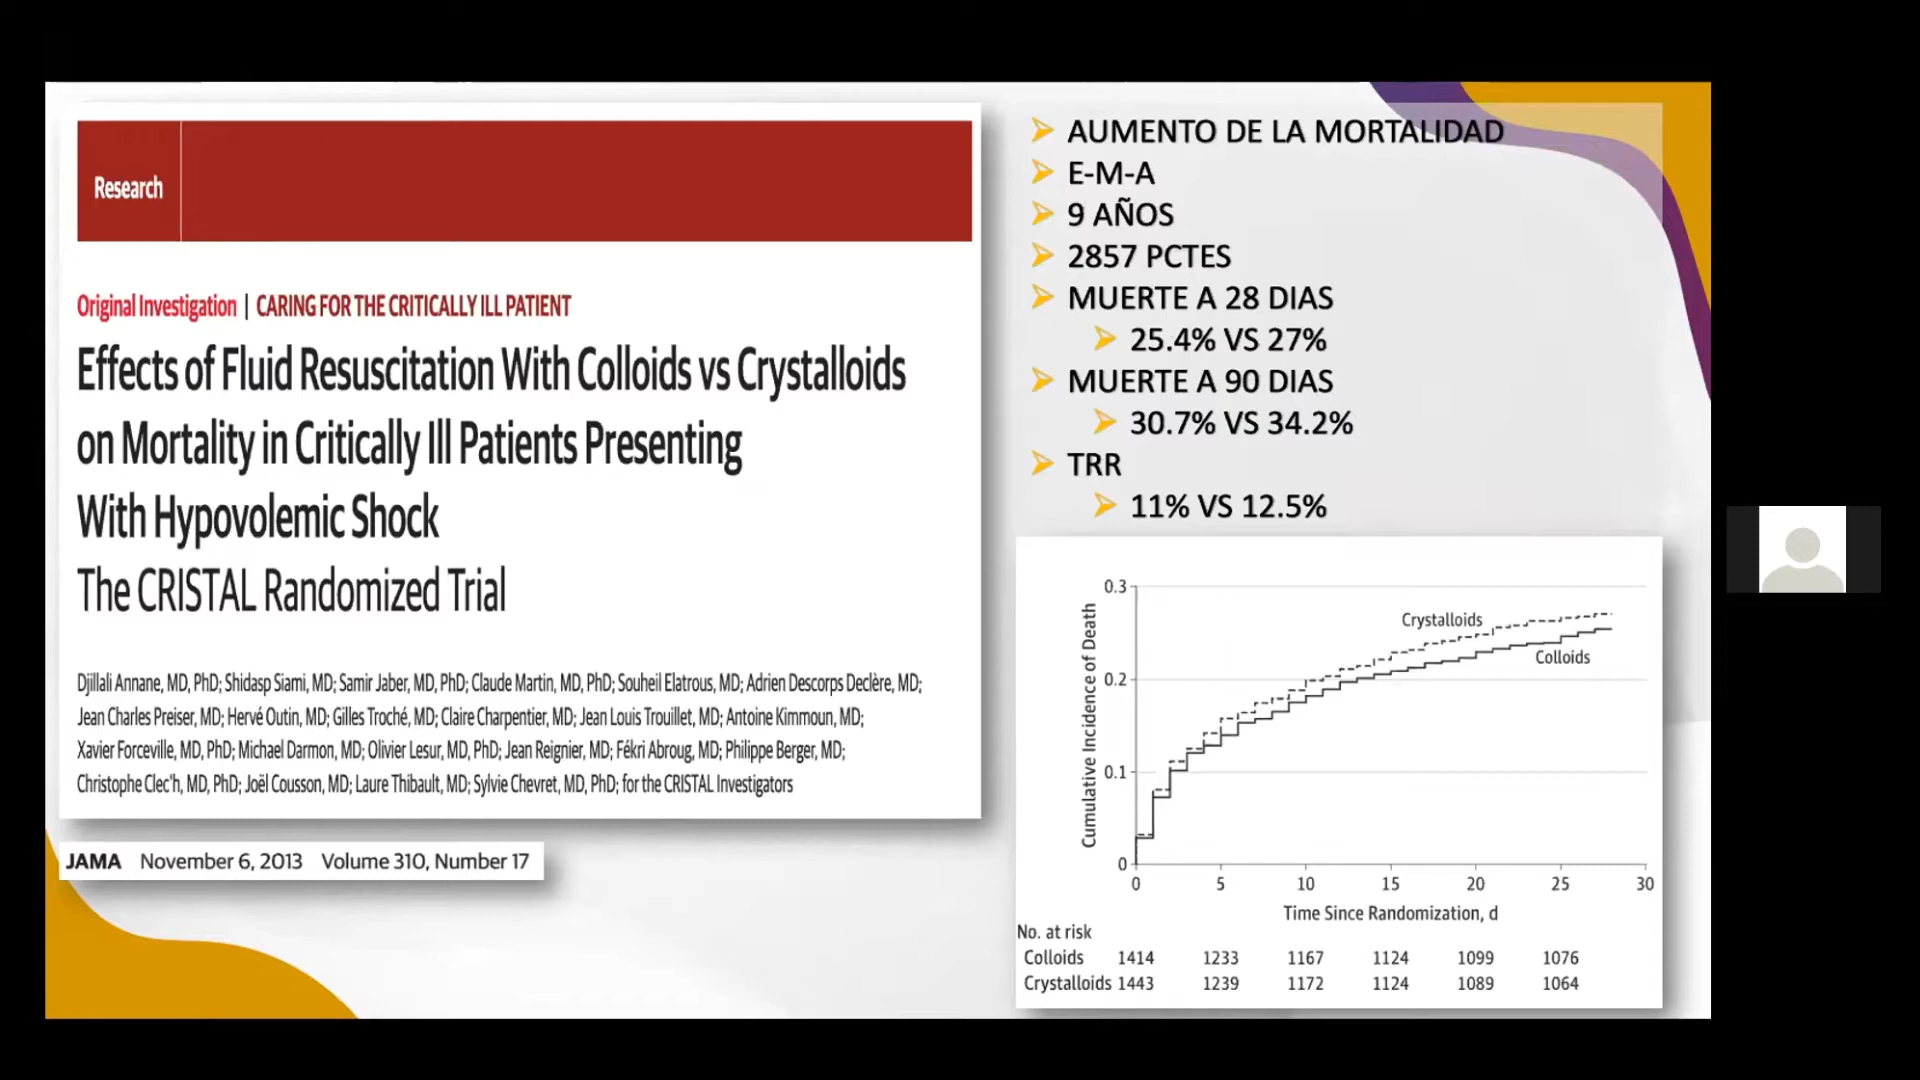 Research
Original Investigation | CARING FOR THE CRITICALLY ILL PATIENT
Effects of Fluid Resuscitation With Colloids vs Crystalloids
on Mortality in Critically Ill Patients Presenting
With Hypovolemic Shock
The CRISTAL Randomized Trial
Djillali Annane, MD, PhD; Shidasp Siami, MD; Samir Jaber, MD, PhD; Claude Martin, MD, PhD; Souheil Elatrous, MD; Adrien Descorps Declère, MD;
Jean Charles Preiser, MD; Hervé Outin, MD; Gilles Troché, MD; Claire Charpentier, MD; Jean Louis Trouillet, MD; Antoine Kimmoun, MD;
Xavier Forceville, MD, PhD; Michael Darmon, MD; Olivier Lesur, MD, PhD; Jean Reignier, MD; Fékri Abroug, MD; Philippe Berger, MD;
Christophe Clec'h, MD, PhD; Joël Cousson, MD; Laure Thibault, MD; Sylvie Chevret, MD, PhD; for the CRISTAL Investigators
JAMA November 6, 2013 Volume 310, Number 17
AUMENTO DE LA MORTALIDAD
E-M-A
9 AÑOS
2857 PCTES
MUERTE A 28 DIAS
25.4% VS 27%
MUERTE A 90 DIAS
30.7% VS 34.2%
TRR
11% VS 12.5%
Cumulative Incidence of Death
0.3
0.2
0.1
0
Crystalloids
Colloids
0 5 10 15 20 25 30
Time Since Randomization, d
No. at risk
Colloids 1414 1233 1167 1124 1099 1076
Crystalloids 1443 1239 1172 1124 1089 1064